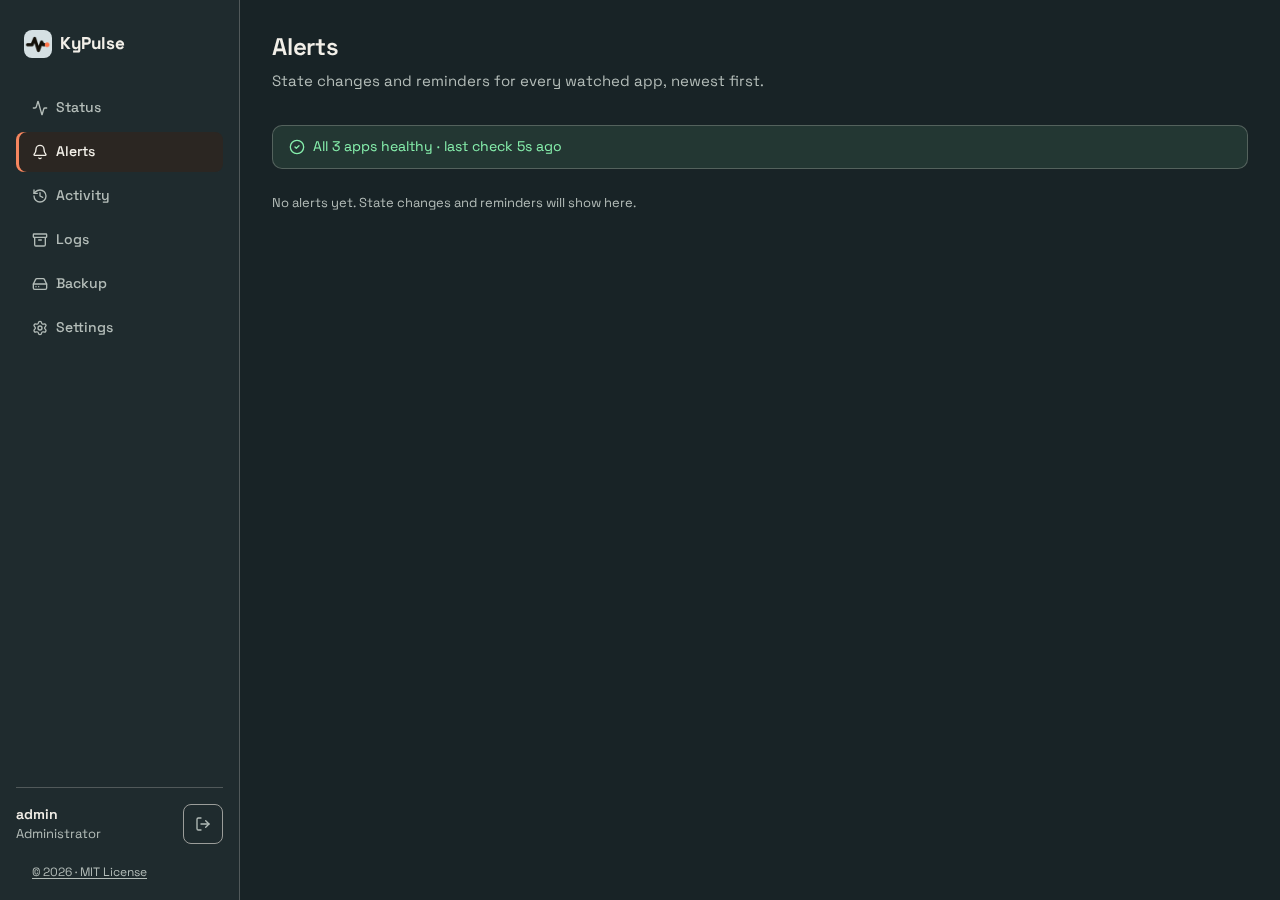 KyPulse
Status
Alerts
Activity
Logs
Backup
Settings
admin
Administrator
© 2026 · MIT License
Alerts
State changes and reminders for every watched app, newest first.
All 3 apps healthy · last check 5s ago
No alerts yet. State changes and reminders will show here.